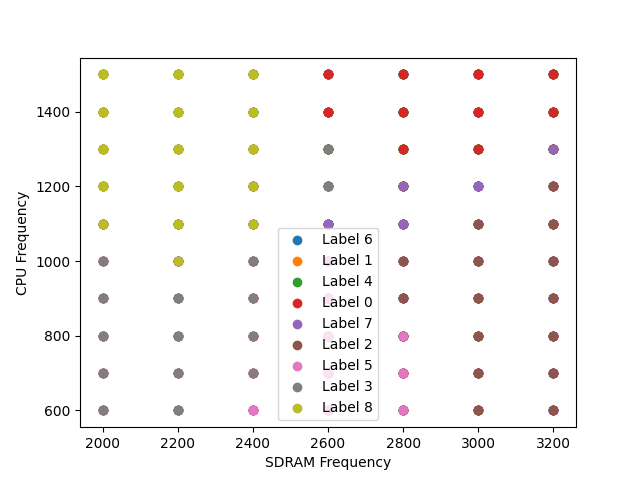 1400
1200
1000
800
600
CPU Frequency
Label 6
Label 1
Label 4
Label 0
Label 7
Label 2
Label 5
Label 3
Label 8
2000 2200 2400 2600 2800 3000 3200
SDRAM Frequency